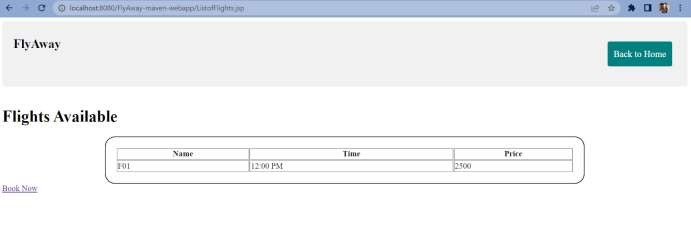 localhost:8080/FlyAway-maven-webapp/ListofFlights.jsp
FlyAway
Back to Home
Flights Available
Name Time Price
F01 12:00 PM 2500
Book Now